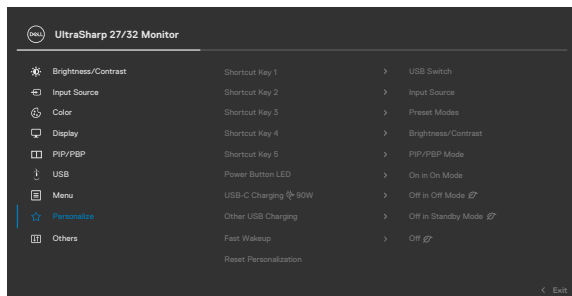 DELL UltraSharp 27/32 Monitor
Brightness/Contrast Shortcut Key 1 > USB Switch
Input Source Shortcut Key 2 > Input Source
Color Shortcut Key 3 > Preset Modes
Display Shortcut Key 4 > Brightness/Contrast
PIP/PBP Shortcut Key 5 > PIP/PBP Mode
USB Power Button LED > On in On Mode
Menu USB-C Charging 90W > Off in Off Mode
Personalize Other USB Charging > Off in Standby Mode
Others Fast Wakeup > Off
Reset Personalization
< Exit